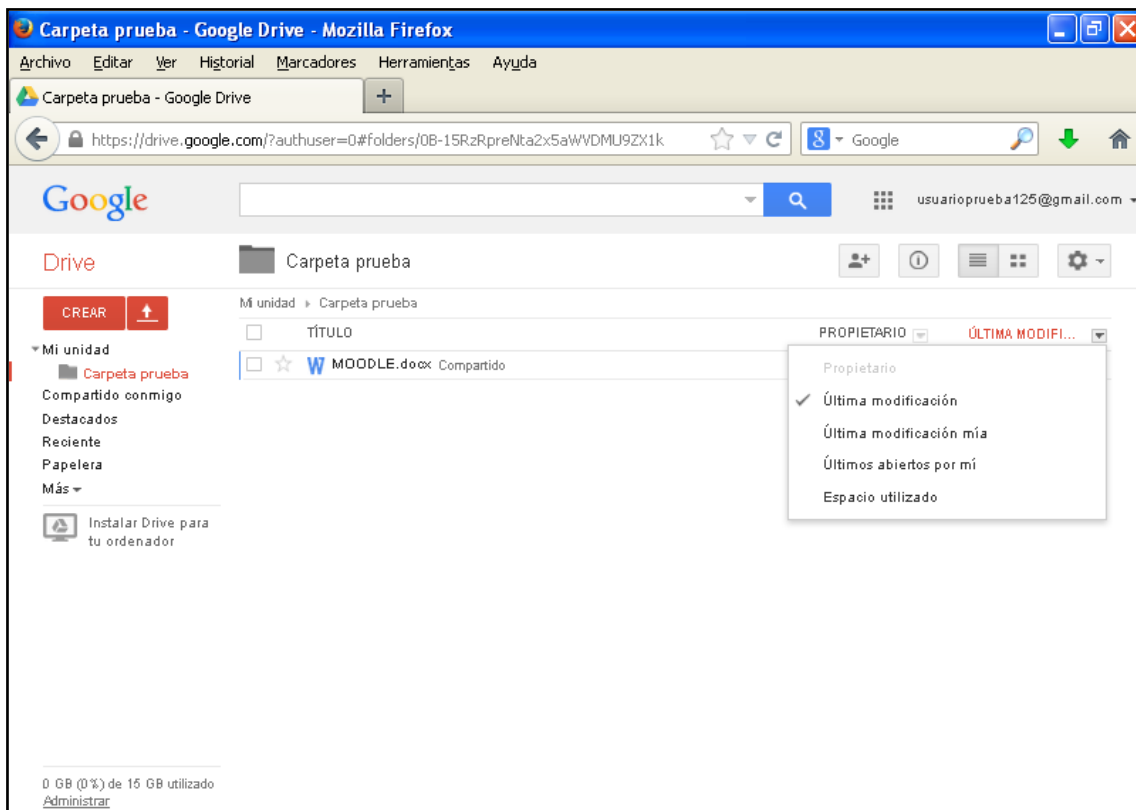 Carpeta prueba - Google Drive - Mozilla Firefox
Archivo Editar Ver Historial Marcadores Herramientas Ayuda
Carpeta prueba - Google Drive
https://drive.google.com/?authuser=0#folders/0B-15RzRpreNta2x5aWVDMU9ZX1k
8 Google
Google
usuarioprueba125@gmail.com
Drive
Carpeta prueba
CREAR
Mi unidad Carpeta prueba
TÍTULO PROPIETARIO ÚLTIMA MODIFI...
Mi unidad
Carpeta prueba
Compartido conmigo
Destacados
Reciente
Papelera
Más
Instalar Drive para
tu ordenador
W MOODLE.docx Compartido
Propietario
Última modificación
Última modificación mía
Últimos abiertos por mí
Espacio utilizado
0 GB (0%) de 15 GB utilizado
Administrar